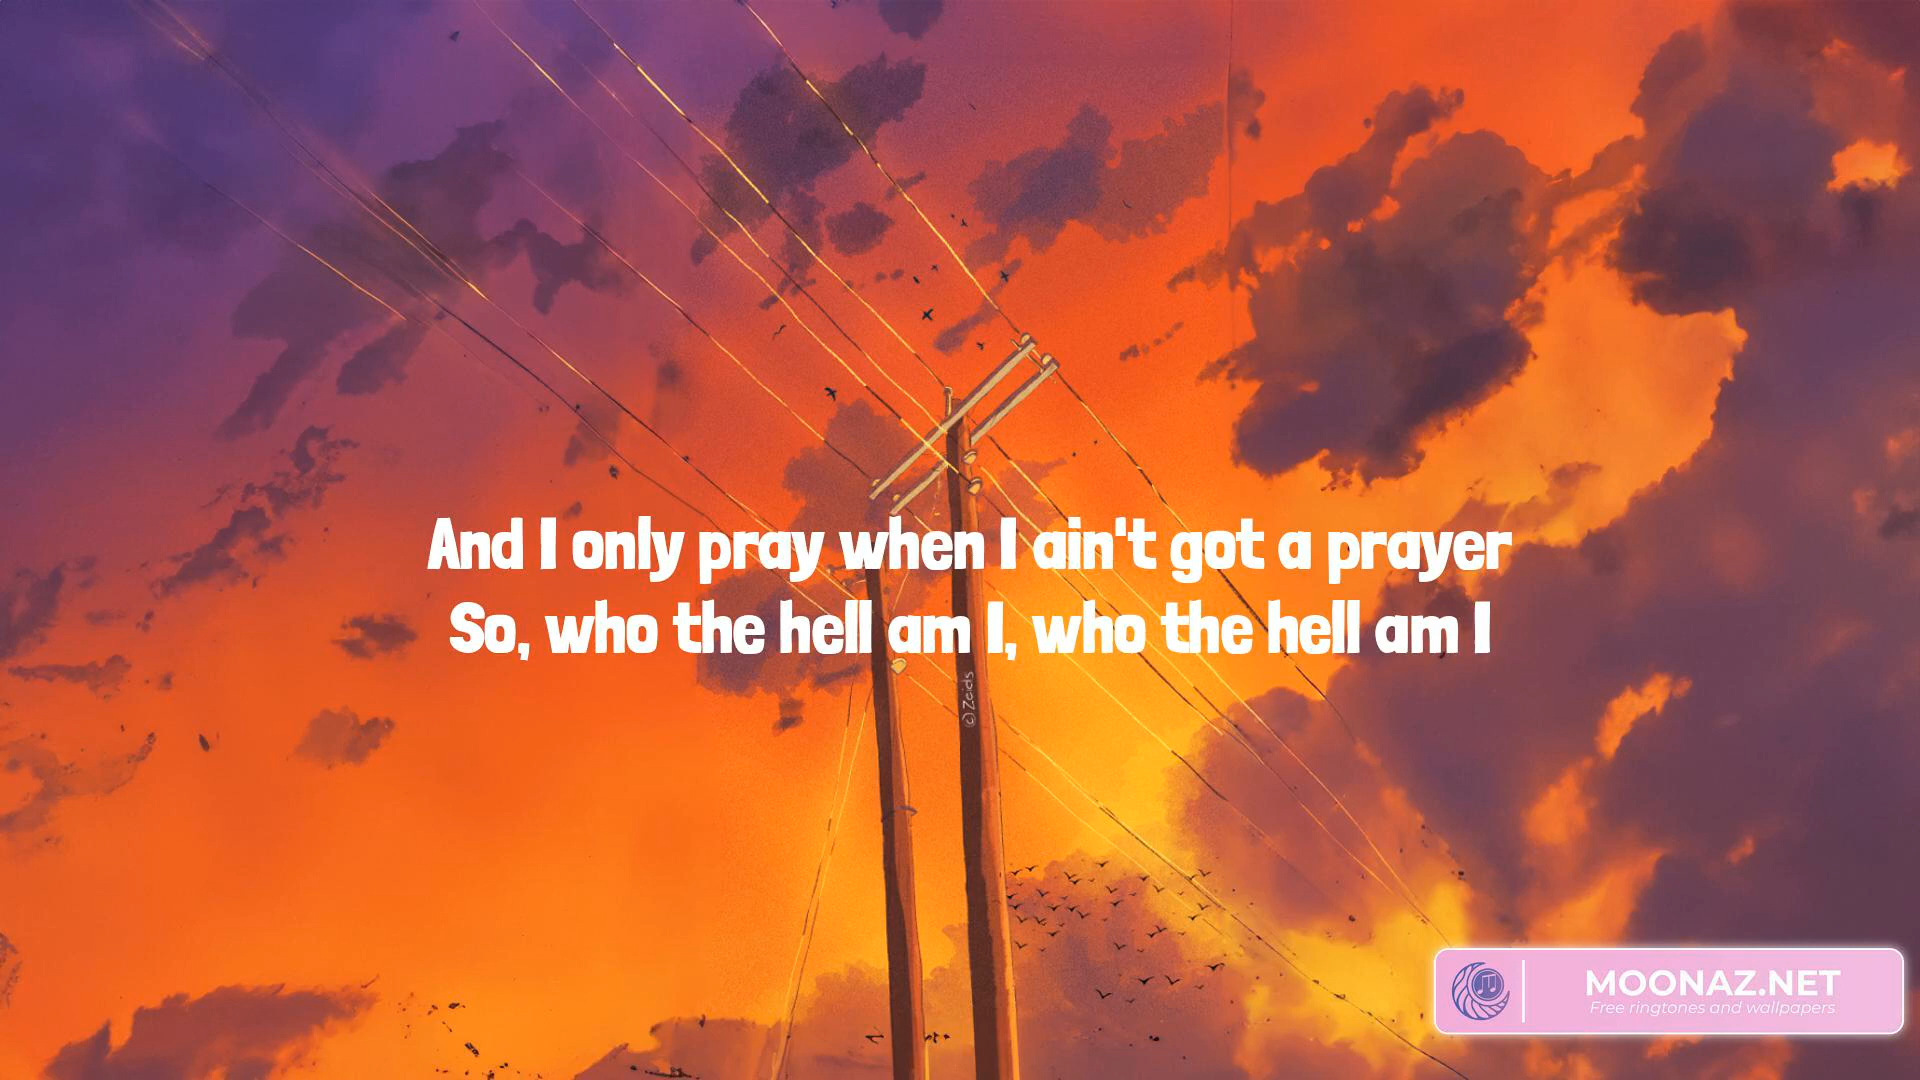 And I only pray when I ain't got a prayer
So, who the hell am I, who the hell am I
(c) Zeids
MOONAZ.NET
Free ringtones and wallpapers